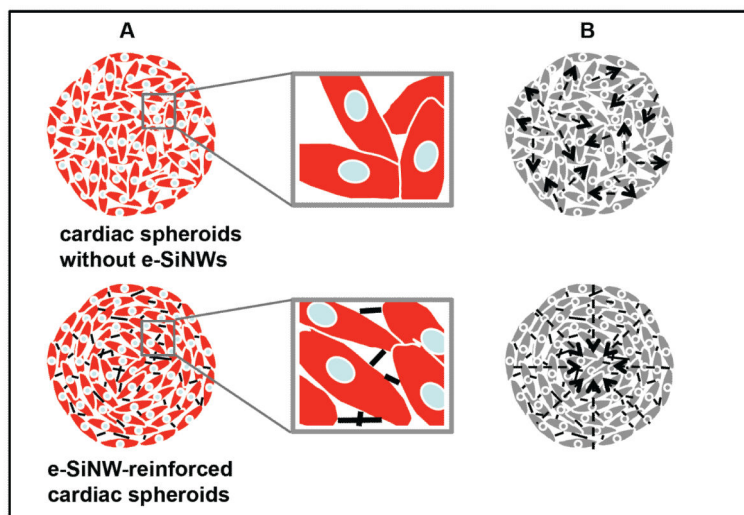 A
B
cardiac spheroids
without e-SiNWs
e-SiNW-reinforced
cardiac spheroids